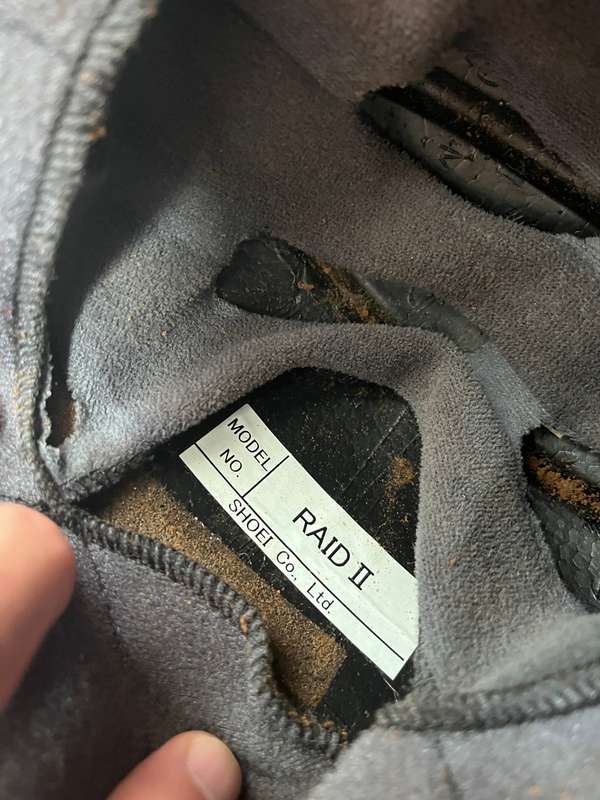 MODEL
NO.
RAID II
SHOEI Co., Ltd.